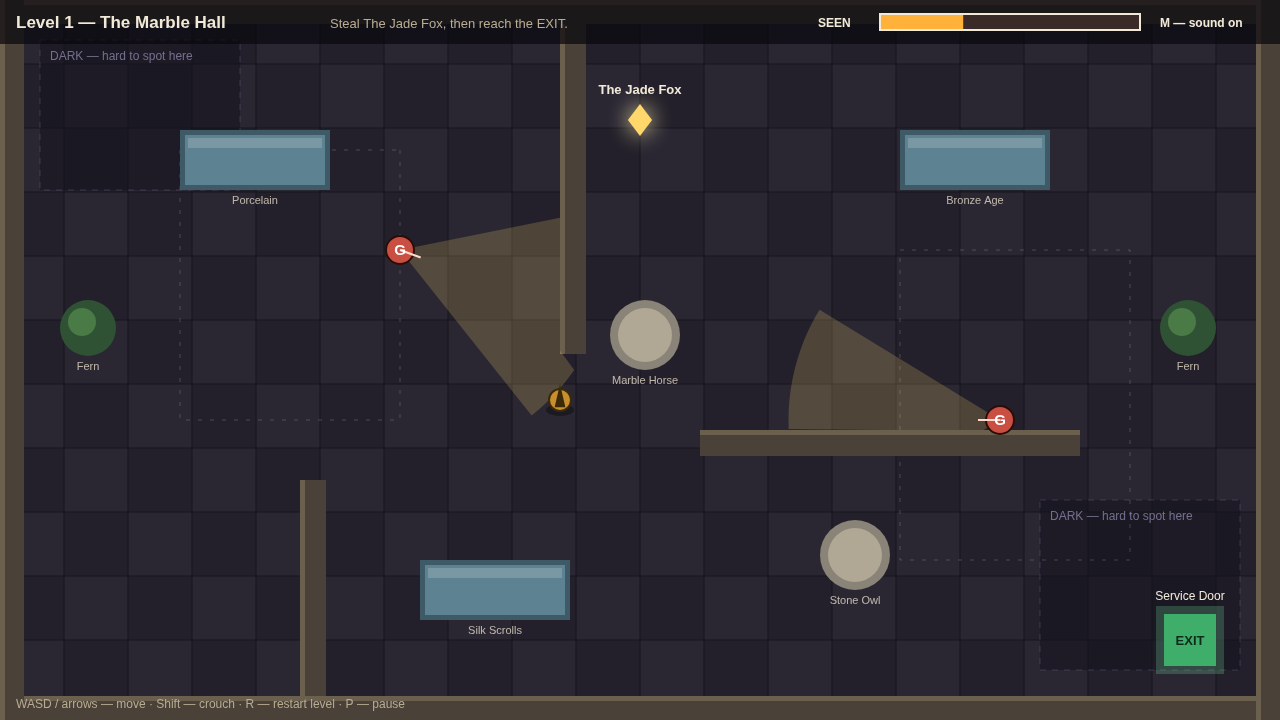 Level 1 — The Marble Hall
Steal The Jade Fox, then reach the EXIT.
SEEN
M — sound on
DARK — hard to spot here
The Jade Fox
Porcelain
Bronze Age
G
Fern
Marble Horse
Fern
G
DARK — hard to spot here
Silk Scrolls
Stone Owl
Service Door
EXIT
WASD / arrows — move · Shift — crouch · R — restart level · P — pause